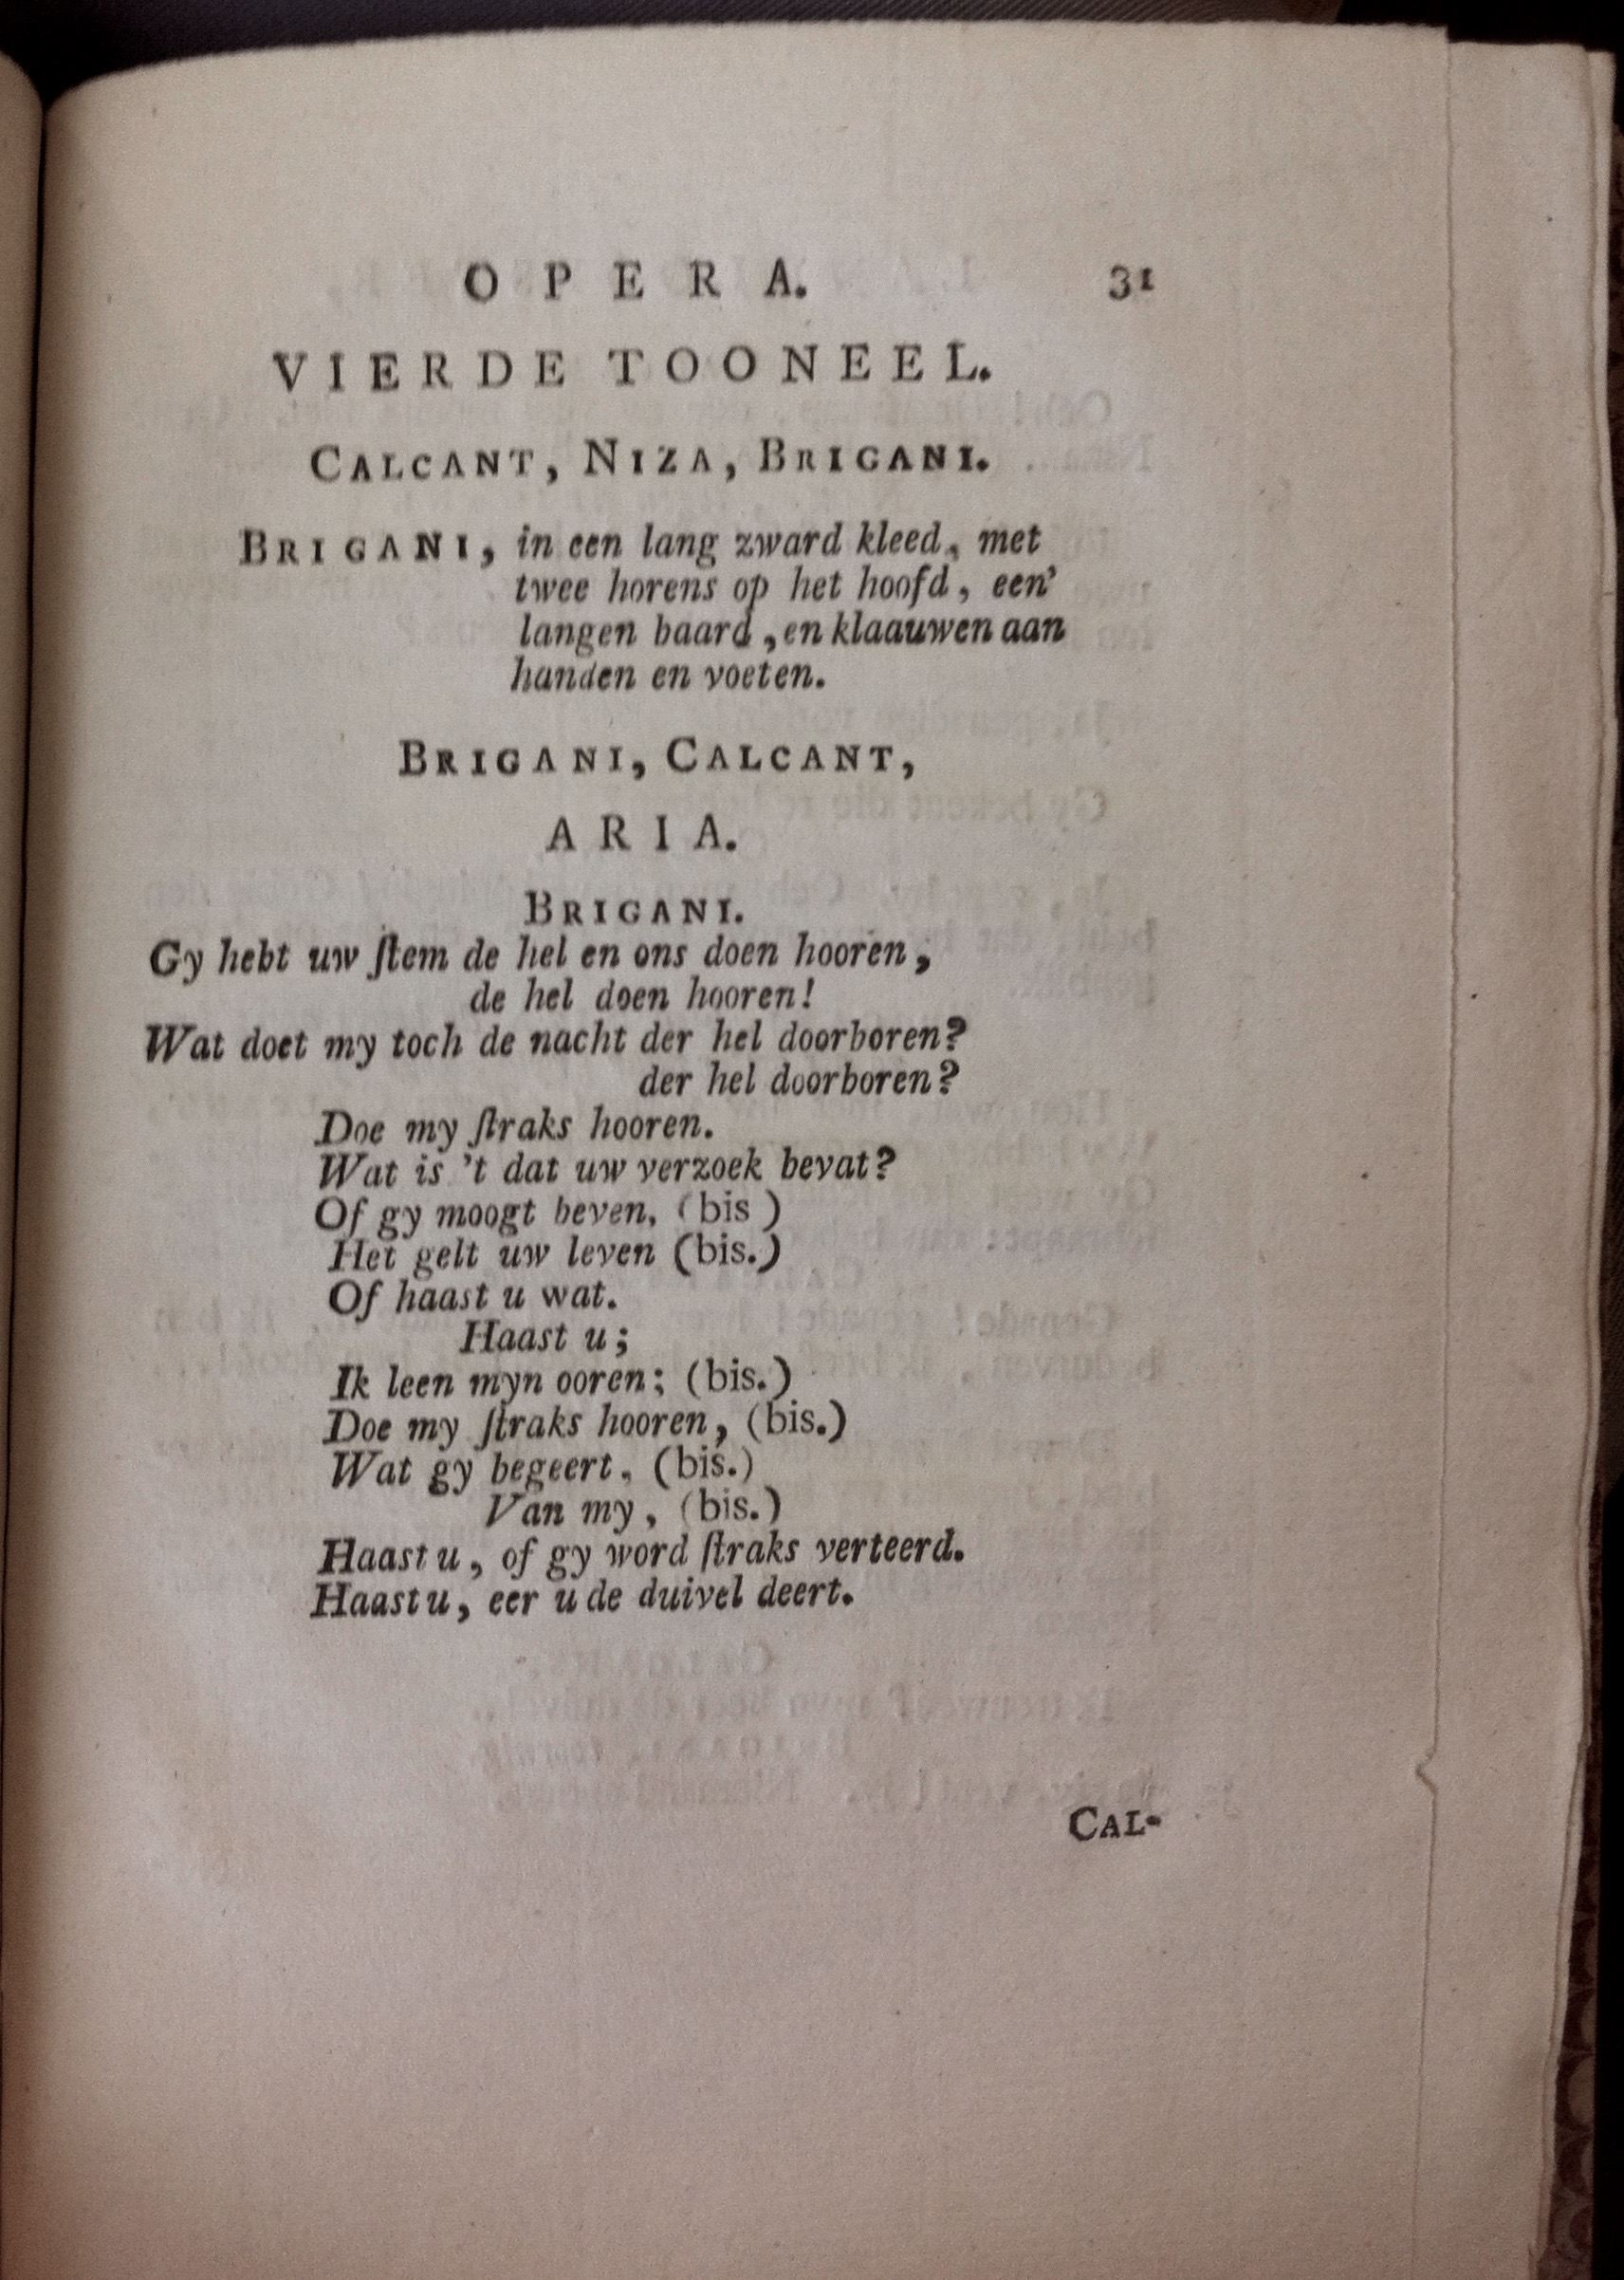 OPERA. 31
VIERDE TOONEEL.
CALCANT, NIZA, BRIGANI.
BRIGANI, in een lang zward kleed, met
twee horens op het hoofd, een'
langen baard, en klaauwen aan
handen en voeten.
BRIGANI, CALCANT,
ARIA.
BRIGANI.
Gy hebt uw ſtem de hel en ons doen hooren,
de hel doen hooren!
Wat doet my toch de nacht der hel doorboren?
der hel doorboren?
Doe my ſtraks hooren.
Wat is 't dat uw verzoek bevat?
Of gy moogt beven, (bis )
Het gelt uw leven (bis.)
Of haast u wat.
Haast u;
Ik leen myn ooren; (bis.)
Doe my ſtraks hooren, (bis.)
Wat gy begeert, (bis.)
Van my, (bis.)
Haast u, of gy word ſtraks verteerd.
Haast u, eer u de duivel deert.
CAL-